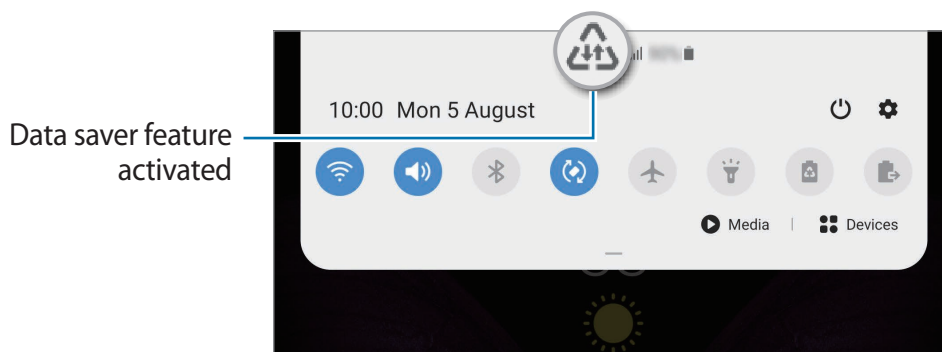 10:00 Mon 5 August
Data saver feature
activated
Media
Devices